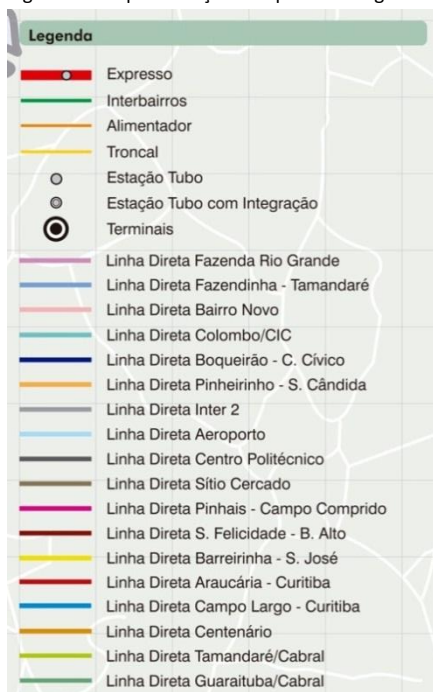 Legenda
Expresso
Interbairros
Alimentador
Troncal
Estação Tubo
Estação Tubo com Integração
Terminais
Linha Direta Fazenda Rio Grande
Linha Direta Fazendinha - Tamandaré
Linha Direta Bairro Novo
Linha Direta Colombo/CIC
Linha Direta Boqueirão - C. Cívico
Linha Direta Pinheirinho - S. Cândida
Linha Direta Inter 2
Linha Direta Aeroporto
Linha Direta Centro Politécnico
Linha Direta Sítio Cercado
Linha Direta Pinhais - Campo Comprido
Linha Direta S. Felicidade - B. Alto
Linha Direta Barreirinha - S. José
Linha Direta Araucária - Curitiba
Linha Direta Campo Largo - Curitiba
Linha Direta Centenário
Linha Direta Tamandaré/Cabral
Linha Direta Guaraituba/Cabral